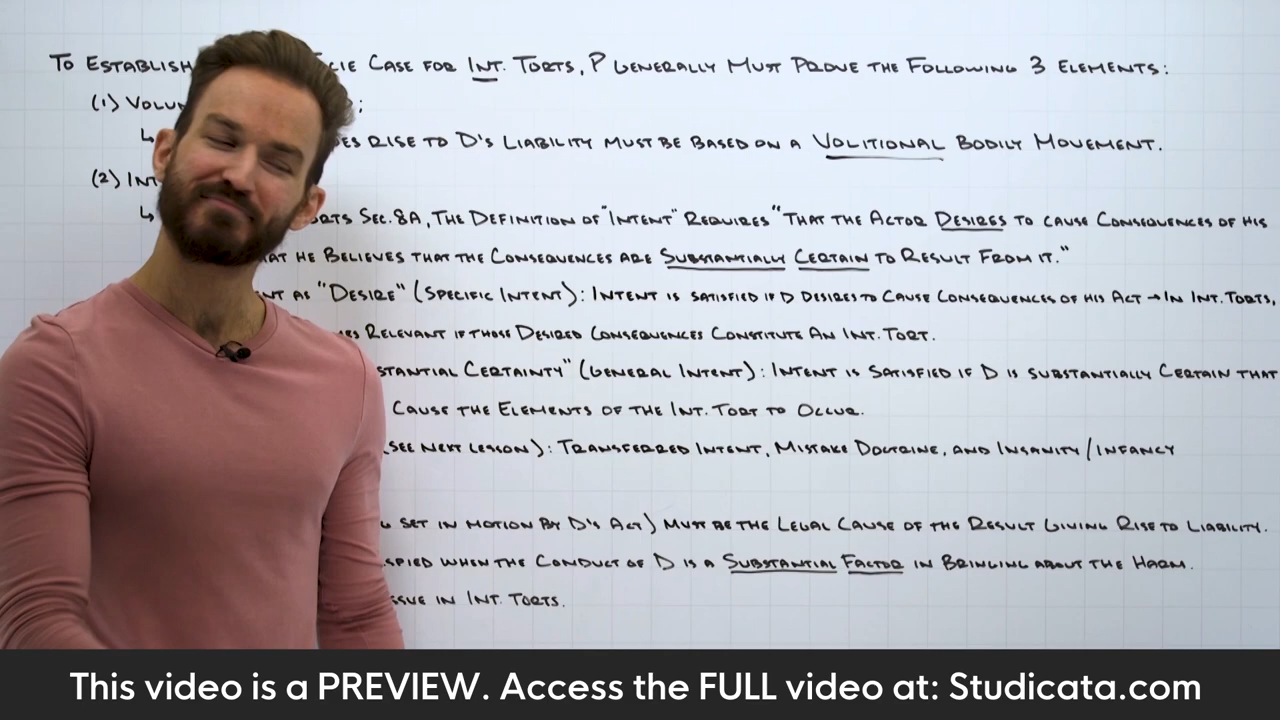 To Establish CIE Case for Int. Torts, P Generally Must Prove the Following 3 Elements:
(1) Volun ;
↳ ES Rise to D's Liability Must be Based on a Volitional Bodily Movement.
(2) Int
↳ orts Sec. 8A, The Definition of "Intent" Requires "That the Actor Desires to cause Consequences of his
at he Believes that the Consequences are Substantially Certain to Result From it."
nt as "Desire" (Specific Intent): Intent is satisfied if D desires to Cause Consequences of his Act → In Int. Torts,
es Relevant if those Desired Consequences Constitute An Int. Tort.
stantial Certainty" (General Intent): Intent is Satisfied if D is substantially Certain that
Cause the Elements of the Int. Tort to Occur.
(see next lesson): Transferred Intent, Mistake Doctrine, and Insanity/Infancy
set in motion by D's Act) Must be the Legal Cause of the Result Giving Rise to Liability.
sfied when the Conduct of D is a Substantial Factor in Bringing about the Harm.
ssue in Int. Torts.
This video is a PREVIEW. Access the FULL video at: Studicata.com